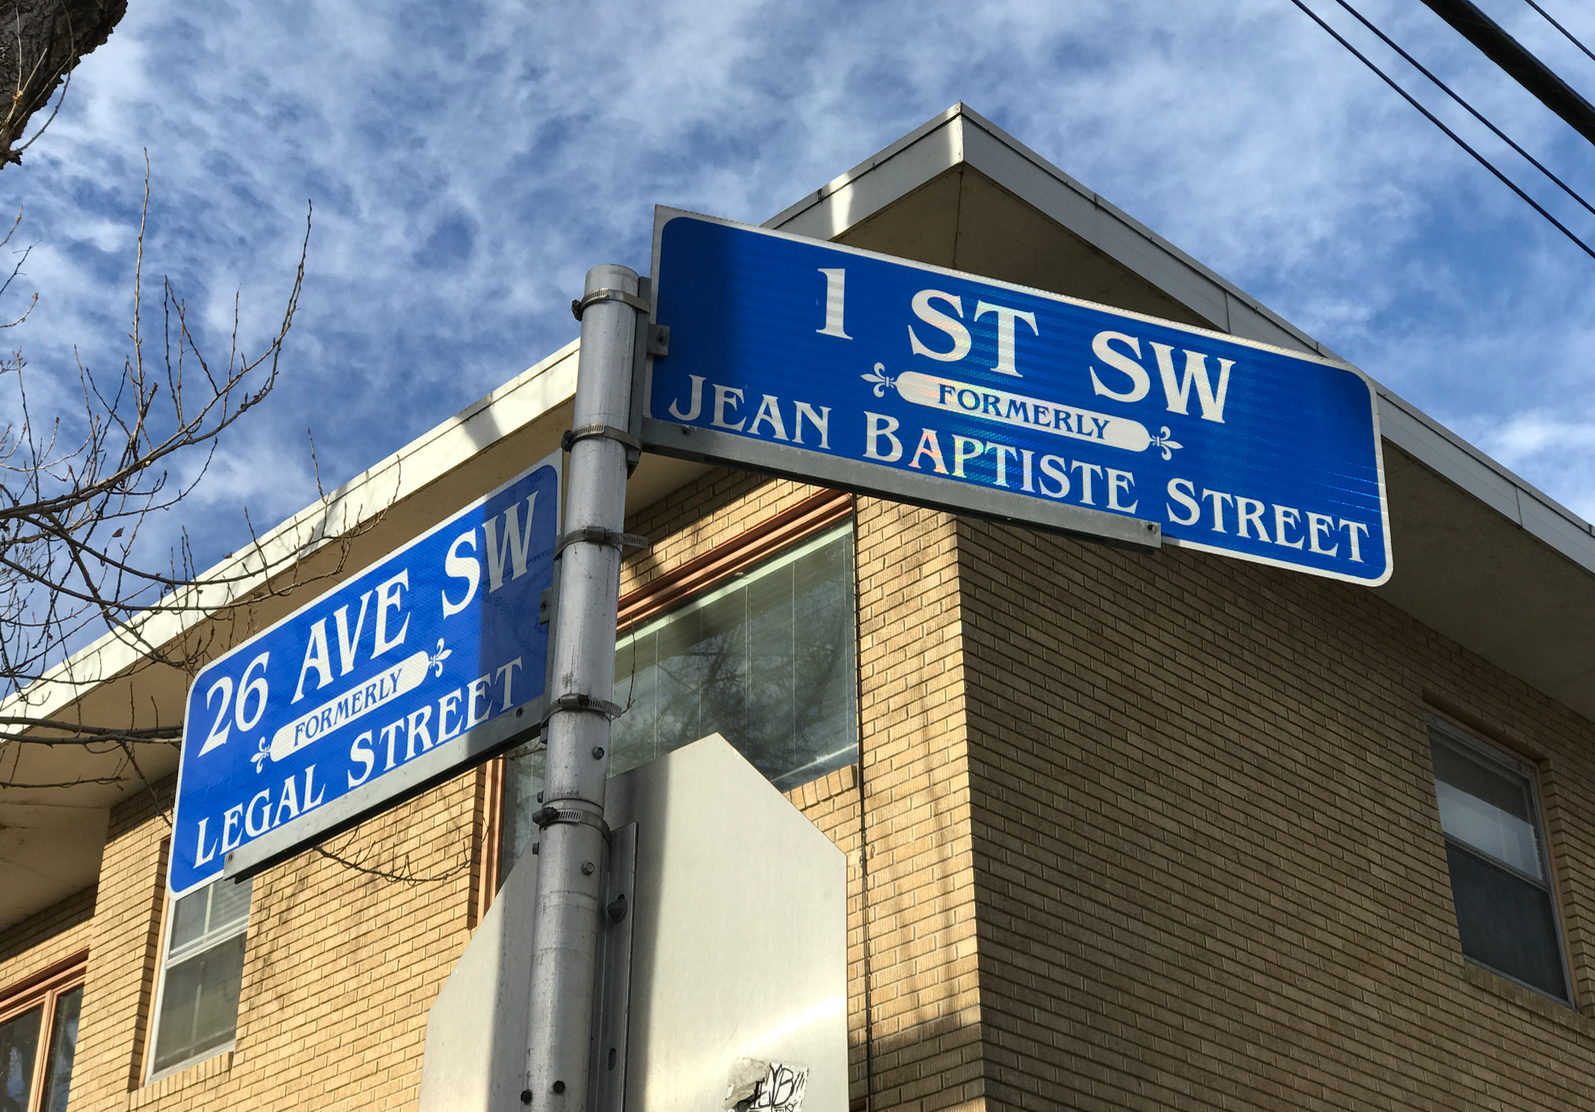 1 ST SW
FORMERLY
JEAN BAPTISTE STREET
26 AVE SW
FORMERLY
LEGAL STREET